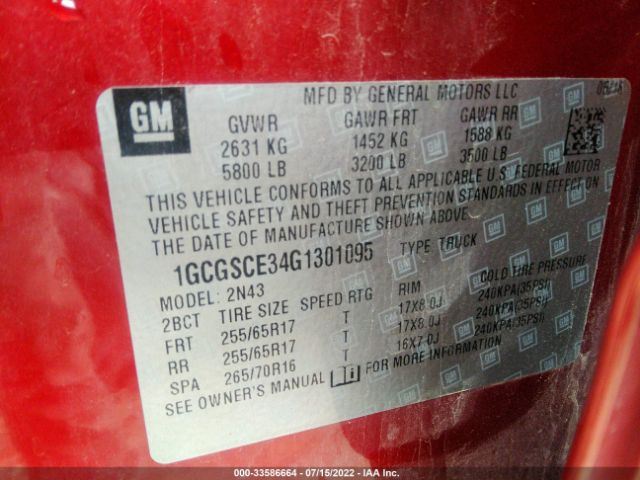 MFD BY GENERAL MOTORS LLC
GM
GVWR GAWR FRT GAWR RR
2631 KG 1452 KG 1588 KG
5800 LB 3200 LB 3500 LB
THIS VEHICLE CONFORMS TO ALL APPLICABLE U.S. FEDERAL MOTOR
VEHICLE SAFETY AND THEFT PREVENTION STANDARDS IN EFFECT ON
THE DATE OF MANUFACTURE SHOWN ABOVE.
1GCGSCE34G1301095 TYPE TRUCK
MODEL: 2N43
2BCT TIRE SIZE SPEED RTG RIM COLD TIRE PRESSURE
FRT 255/65R17 T 17X8.0J 240KPA(35PSI)
RR 255/65R17 T 17X8.0J 240KPA(35PSI)
SPA 265/70R16 T 16X7.0J 240KPA(35PSI)
SEE OWNER'S MANUAL FOR MORE INFORMATION
000-33586664 / 07/15/2022 / IAA Inc.